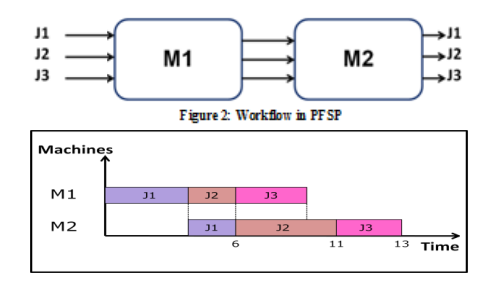 J1 J1
J2 M1 M2 J2
J3 J3
Figure 2: Workflow in PFSP
Machines
M1 J1 J2 J3
M2 J1 J2 J3
6 11 13 Time